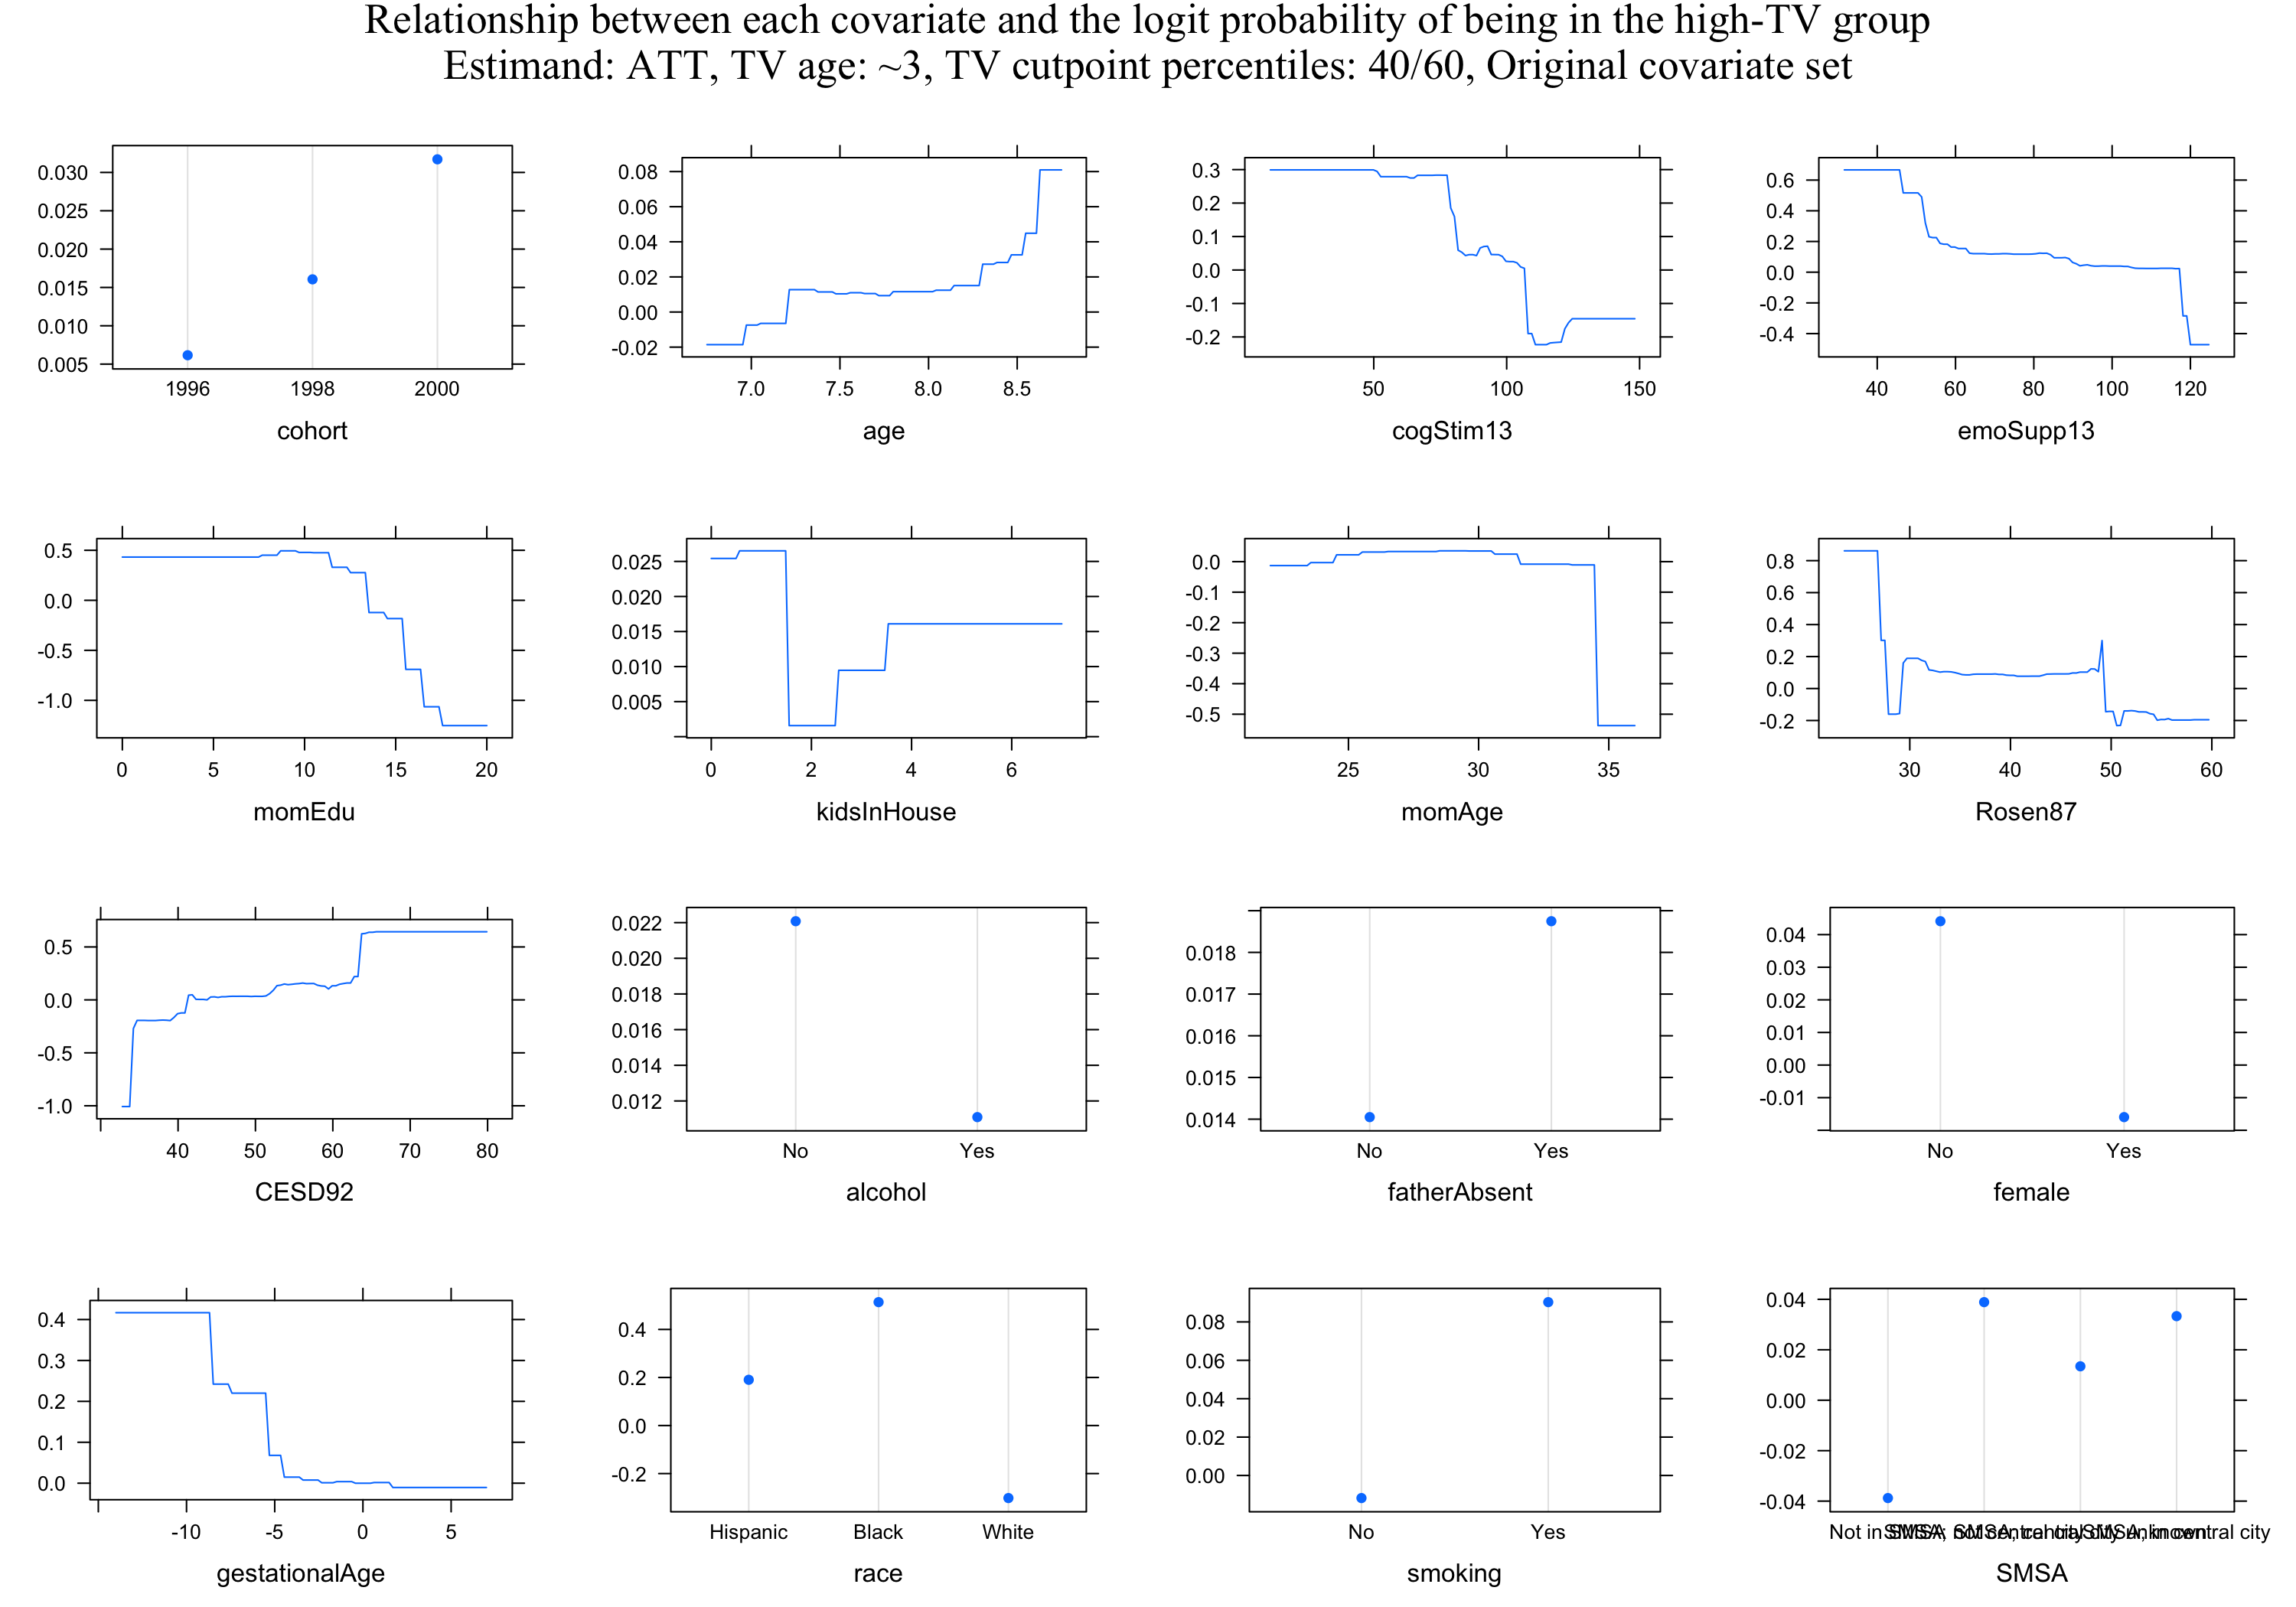 Relationship between each covariate and the logit probability of being in the high-TV group
Estimand: ATT, TV age: ~3, TV cutpoint percentiles: 40/60, Original covariate set
0.030
0.025
0.020
0.015
0.010
0.005
1996 1998 2000
cohort
0.08
0.06
0.04
0.02
0.00
-0.02
7.0 7.5 8.0 8.5
age
0.3
0.2
0.1
0.0
-0.1
-0.2
50 100 150
cogStim13
0.6
0.4
0.2
0.0
-0.2
-0.4
40 60 80 100 120
emoSupp13
0.5
0.0
-0.5
-1.0
0 5 10 15 20
momEdu
0.025
0.020
0.015
0.010
0.005
0 2 4 6
kidsInHouse
0.0
-0.1
-0.2
-0.3
-0.4
-0.5
25 30 35
momAge
0.8
0.6
0.4
0.2
0.0
-0.2
30 40 50 60
Rosen87
0.5
0.0
-0.5
-1.0
40 50 60 70 80
CESD92
0.022
0.020
0.018
0.016
0.014
0.012
No Yes
alcohol
0.018
0.017
0.016
0.015
0.014
No Yes
fatherAbsent
0.04
0.03
0.02
0.01
0.00
-0.01
No Yes
female
0.4
0.3
0.2
0.1
0.0
-10 -5 0 5
gestationalAge
0.4
0.2
0.0
-0.2
Hispanic Black White
race
0.08
0.06
0.04
0.02
0.00
No Yes
smoking
0.04
0.02
0.00
-0.02
-0.04
Not in central city
SMSA